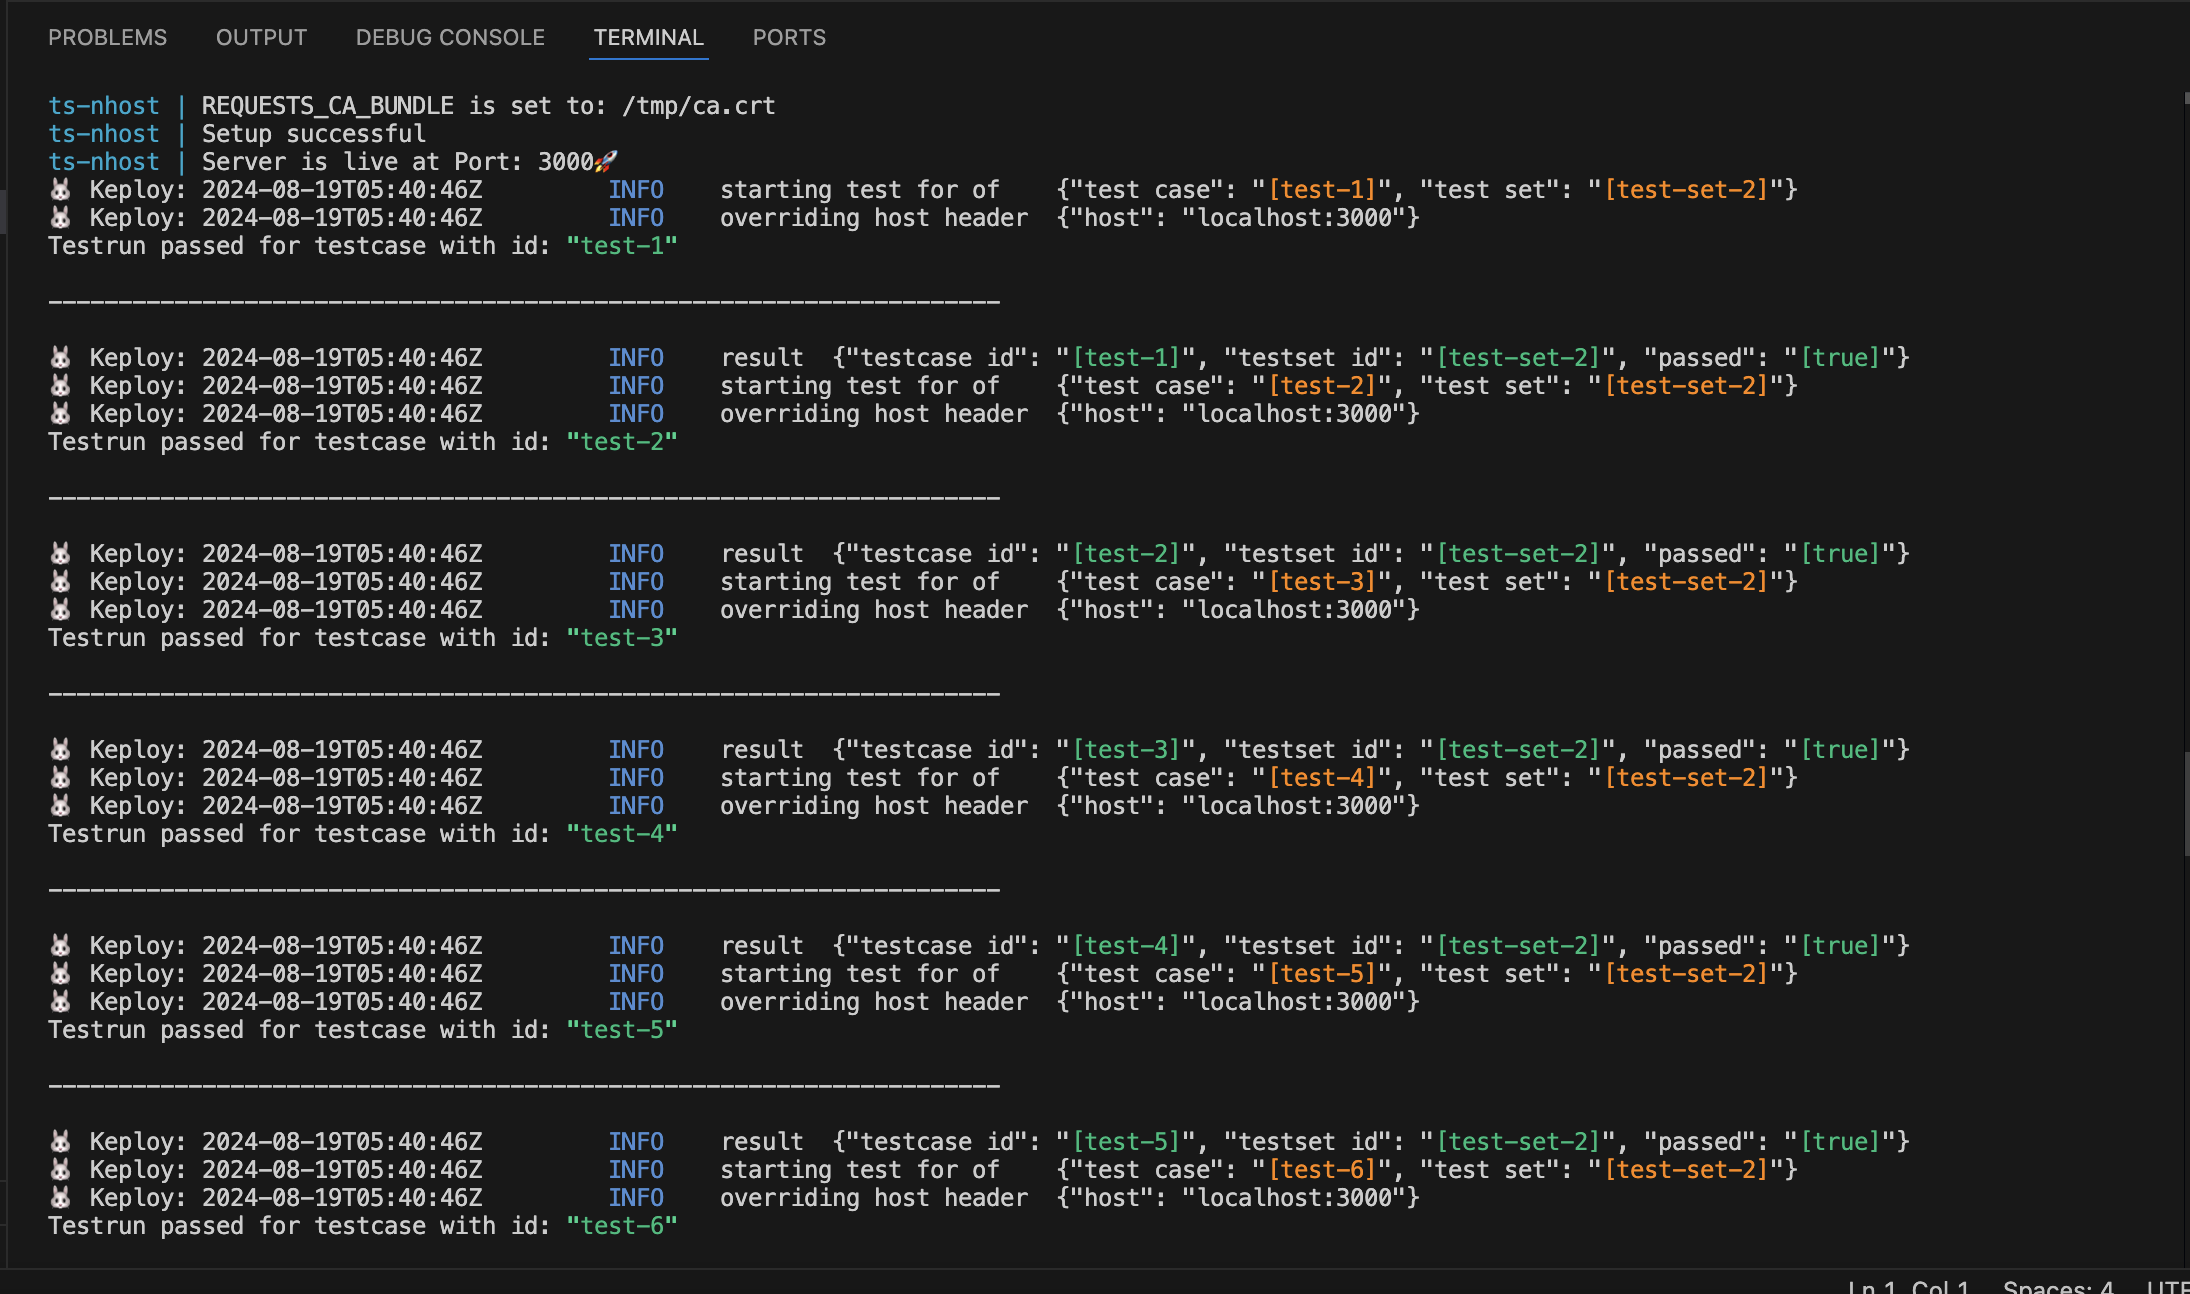 PROBLEMS OUTPUT DEBUG CONSOLE TERMINAL PORTS
ts-nhost | REQUESTS_CA_BUNDLE is set to: /tmp/ca.crt
ts-nhost | Setup successful
ts-nhost | Server is live at Port: 3000🚀
🐰 Keploy: 2024-08-19T05:40:46Z INFO starting test for of {"test case": "[test-1]", "test set": "[test-set-2]"}
🐰 Keploy: 2024-08-19T05:40:46Z INFO overriding host header {"host": "localhost:3000"}
Testrun passed for testcase with id: "test-1"
--------------------------------------------------------------------
🐰 Keploy: 2024-08-19T05:40:46Z INFO result {"testcase id": "[test-1]", "testset id": "[test-set-2]", "passed": "[true]"}
🐰 Keploy: 2024-08-19T05:40:46Z INFO starting test for of {"test case": "[test-2]", "test set": "[test-set-2]"}
🐰 Keploy: 2024-08-19T05:40:46Z INFO overriding host header {"host": "localhost:3000"}
Testrun passed for testcase with id: "test-2"
--------------------------------------------------------------------
🐰 Keploy: 2024-08-19T05:40:46Z INFO result {"testcase id": "[test-2]", "testset id": "[test-set-2]", "passed": "[true]"}
🐰 Keploy: 2024-08-19T05:40:46Z INFO starting test for of {"test case": "[test-3]", "test set": "[test-set-2]"}
🐰 Keploy: 2024-08-19T05:40:46Z INFO overriding host header {"host": "localhost:3000"}
Testrun passed for testcase with id: "test-3"
--------------------------------------------------------------------
🐰 Keploy: 2024-08-19T05:40:46Z INFO result {"testcase id": "[test-3]", "testset id": "[test-set-2]", "passed": "[true]"}
🐰 Keploy: 2024-08-19T05:40:46Z INFO starting test for of {"test case": "[test-4]", "test set": "[test-set-2]"}
🐰 Keploy: 2024-08-19T05:40:46Z INFO overriding host header {"host": "localhost:3000"}
Testrun passed for testcase with id: "test-4"
--------------------------------------------------------------------
🐰 Keploy: 2024-08-19T05:40:46Z INFO result {"testcase id": "[test-4]", "testset id": "[test-set-2]", "passed": "[true]"}
🐰 Keploy: 2024-08-19T05:40:46Z INFO starting test for of {"test case": "[test-5]", "test set": "[test-set-2]"}
🐰 Keploy: 2024-08-19T05:40:46Z INFO overriding host header {"host": "localhost:3000"}
Testrun passed for testcase with id: "test-5"
--------------------------------------------------------------------
🐰 Keploy: 2024-08-19T05:40:46Z INFO result {"testcase id": "[test-5]", "testset id": "[test-set-2]", "passed": "[true]"}
🐰 Keploy: 2024-08-19T05:40:46Z INFO starting test for of {"test case": "[test-6]", "test set": "[test-set-2]"}
🐰 Keploy: 2024-08-19T05:40:46Z INFO overriding host header {"host": "localhost:3000"}
Testrun passed for testcase with id: "test-6"
Ln 1, Col 1 Spaces: 4 UTF